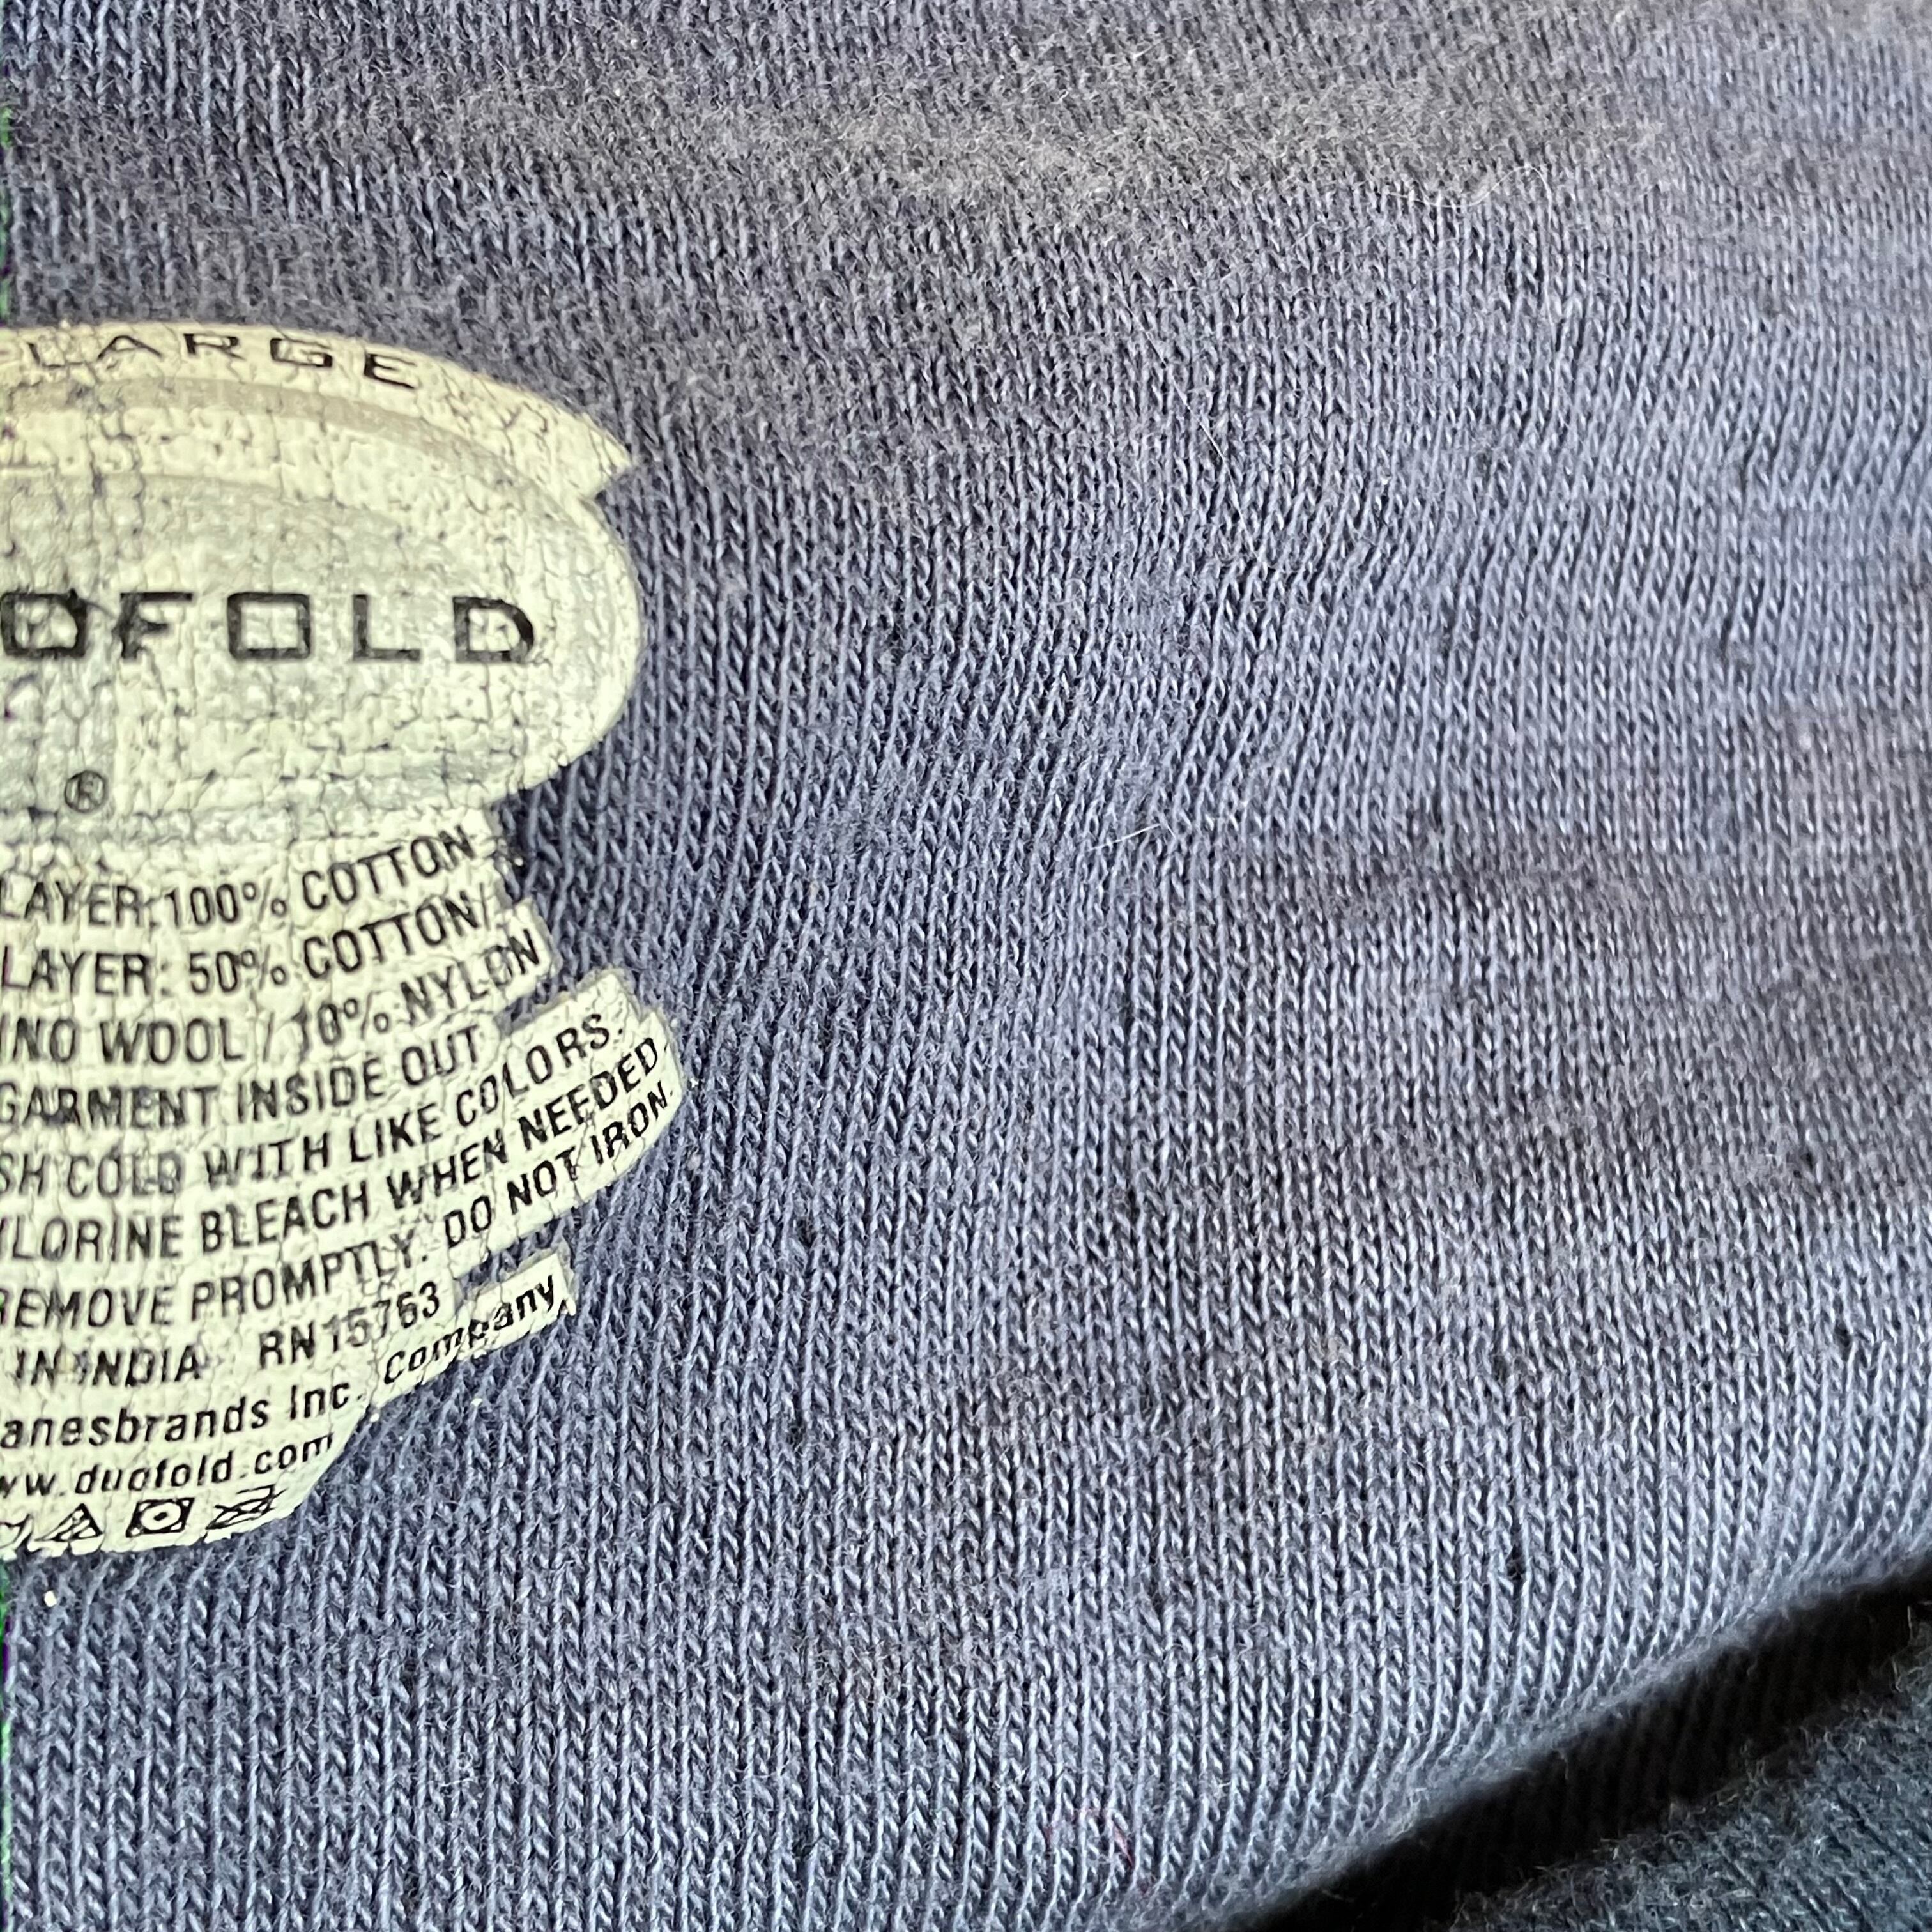 LARGE
OFOLD
®
LAYER: 100% COTTON
LAYER: 50% COTTON/
INO WOOL / 10% NYLON
GARMENT INSIDE OUT
SH COLD WITH LIKE COLORS.
LORINE BLEACH WHEN NEEDED.
REMOVE PROMPTLY. DO NOT IRON.
IN INDIA RN15763
anesbrands Inc. Company
ww.duofold.com